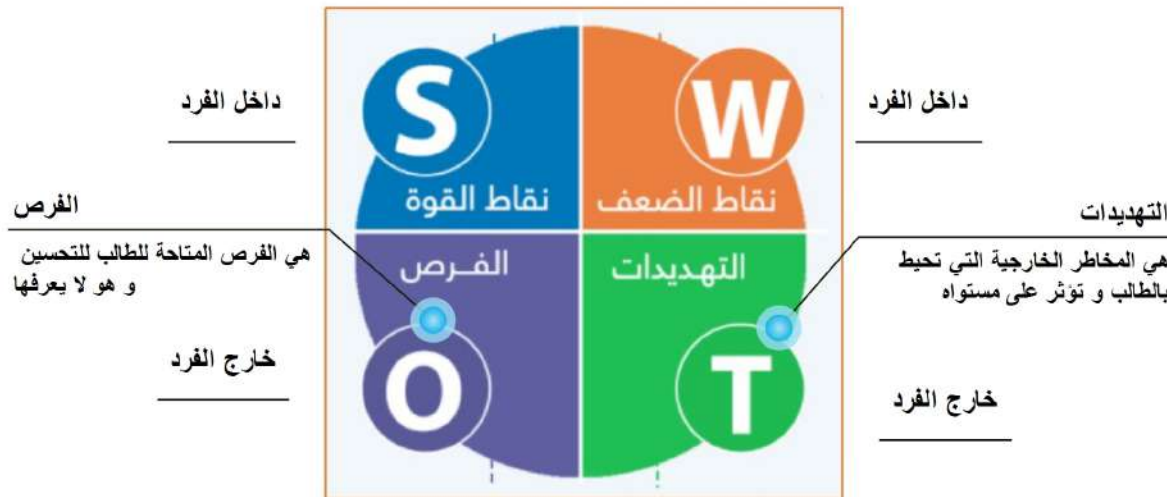 S
W
داخل الفرد
داخل الفرد
نقاط الضعف
نقاط القوة
التهديدات
هي المخاطر الخارجية التي تحيط
بالطالب و تؤثر على مستواه
الفرص
هي الفرص المتاحة للطالب للتحسين
و هو لا يعرفها
التهديدات
الفـرص
T
O
خارج الفرد
خارج الفرد